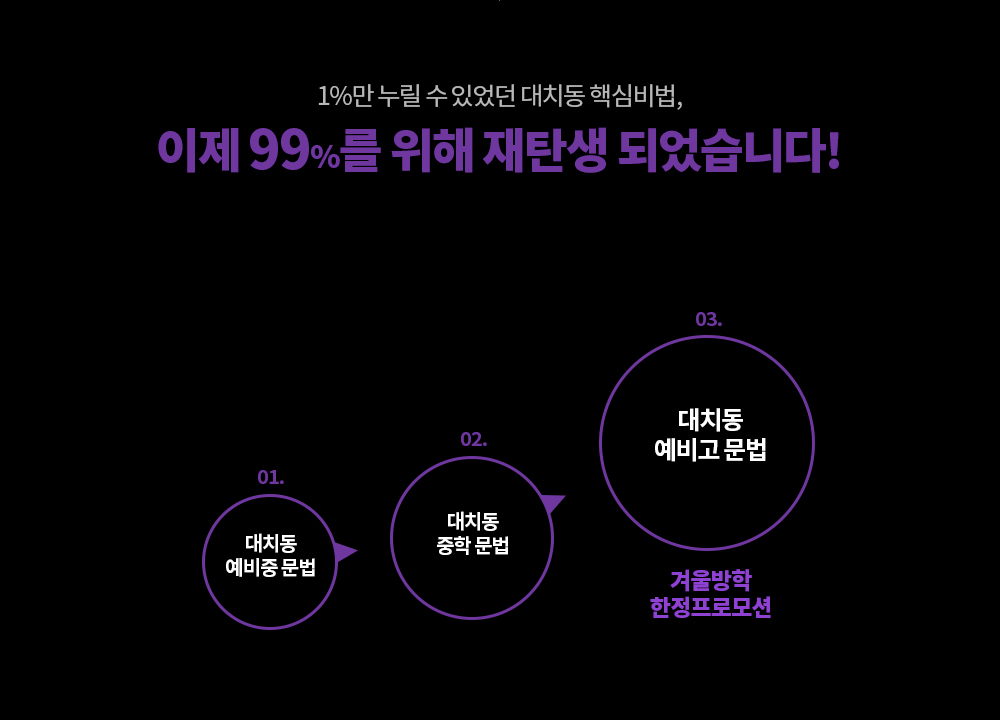 1%만 누릴 수 있었던 대치동 핵심비법,
이제 99%를 위해 재탄생 되었습니다!
01.
대치동
예비중 문법
02.
대치동
중학 문법
03.
대치동
예비고 문법
겨울방학
한정프로모션